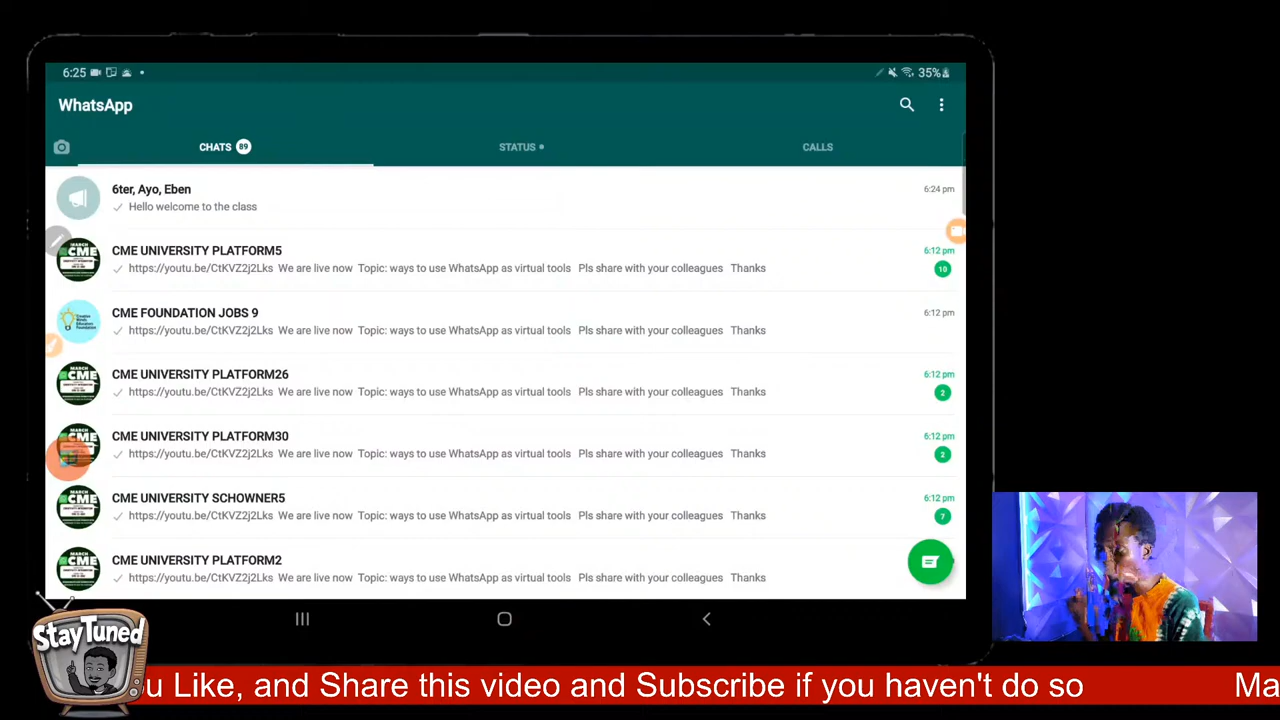 6:25
35%
WhatsApp
CHATS 89
STATUS
CALLS
6ter, Ayo, Eben
6:24 pm
Hello welcome to the class
CME UNIVERSITY PLATFORM5
6:12 pm
https://youtu.be/CtKVZ2j2Lks We are live now Topic: ways to use WhatsApp as virtual tools Pls share with your colleagues Thanks
10
CME FOUNDATION JOBS 9
6:12 pm
https://youtu.be/CtKVZ2j2Lks We are live now Topic: ways to use WhatsApp as virtual tools Pls share with your colleagues Thanks
CME UNIVERSITY PLATFORM26
6:12 pm
https://youtu.be/CtKVZ2j2Lks We are live now Topic: ways to use WhatsApp as virtual tools Pls share with your colleagues Thanks
2
CME UNIVERSITY PLATFORM30
6:12 pm
https://youtu.be/CtKVZ2j2Lks We are live now Topic: ways to use WhatsApp as virtual tools Pls share with your colleagues Thanks
2
CME UNIVERSITY SCHOWNER5
6:12 pm
https://youtu.be/CtKVZ2j2Lks We are live now Topic: ways to use WhatsApp as virtual tools Pls share with your colleagues Thanks
7
CME UNIVERSITY PLATFORM2
https://youtu.be/CtKVZ2j2Lks We are live now Topic: ways to use WhatsApp as virtual tools Pls share with your colleagues Thanks
StayTuned
u Like, and Share this video and Subscribe if you haven't do so
Ma